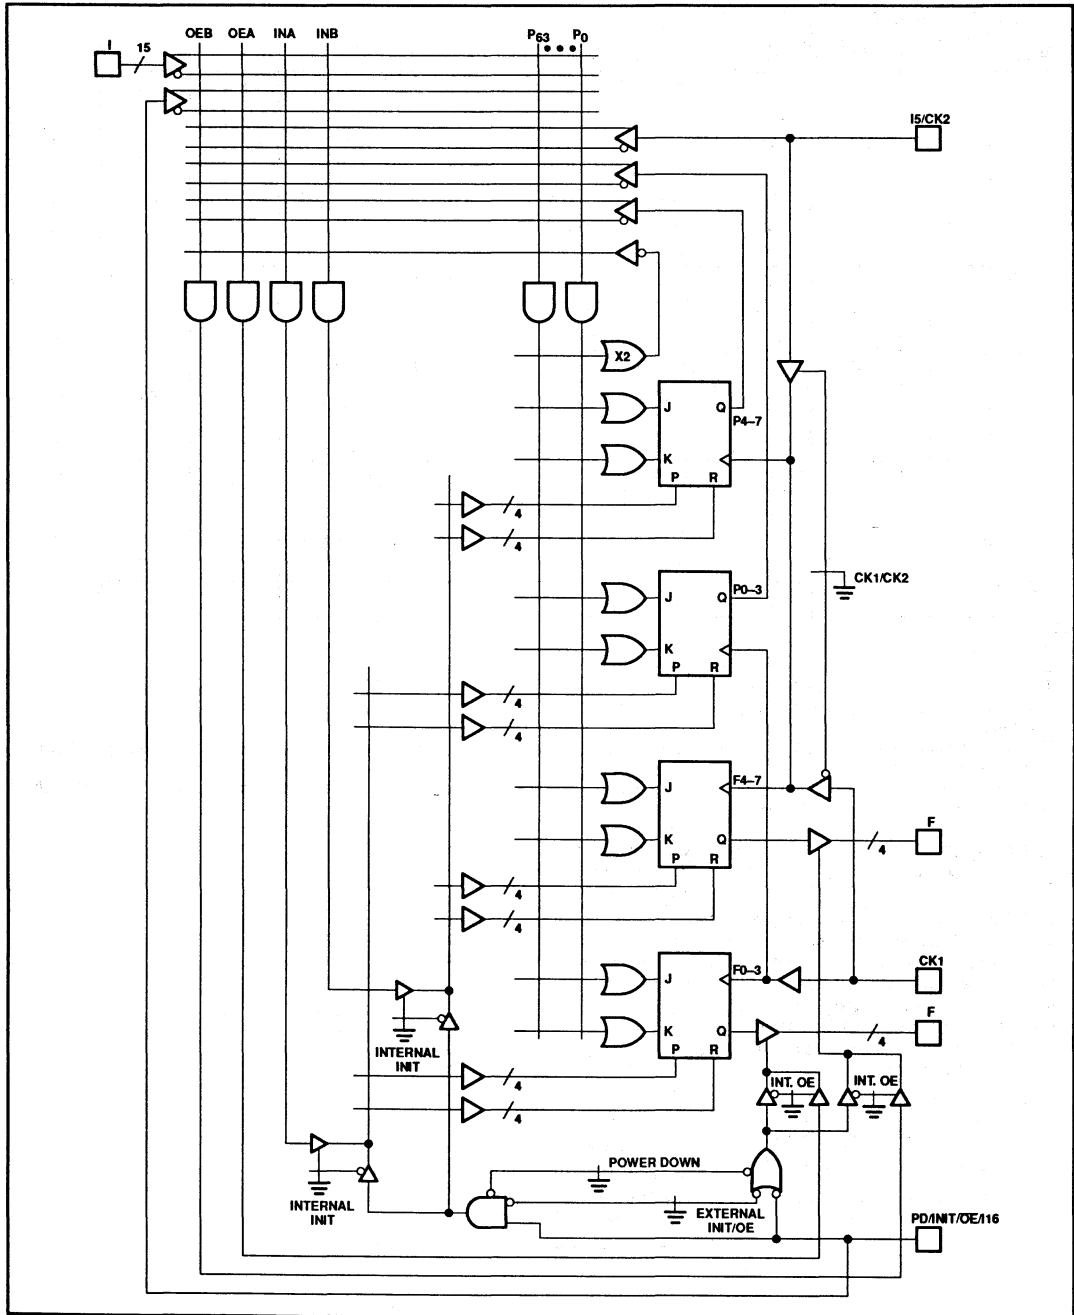 I
15
OEB OEA INA INB
P63 ••• P0
I5/CK2
X2
J
Q
P4–7
K
P
R
4
4
CK1/CK2
J
Q
P0–3
K
P
R
4
4
J
F4–7
K
Q
F
4
P
R
4
4
J
F0–3
CK1
K
Q
F
4
P
R
INTERNAL
INIT
4
4
INT. OE
INT. OE
POWER DOWN
INTERNAL
INIT
EXTERNAL
INIT/OE
PD/INIT/O̅E̅/I16